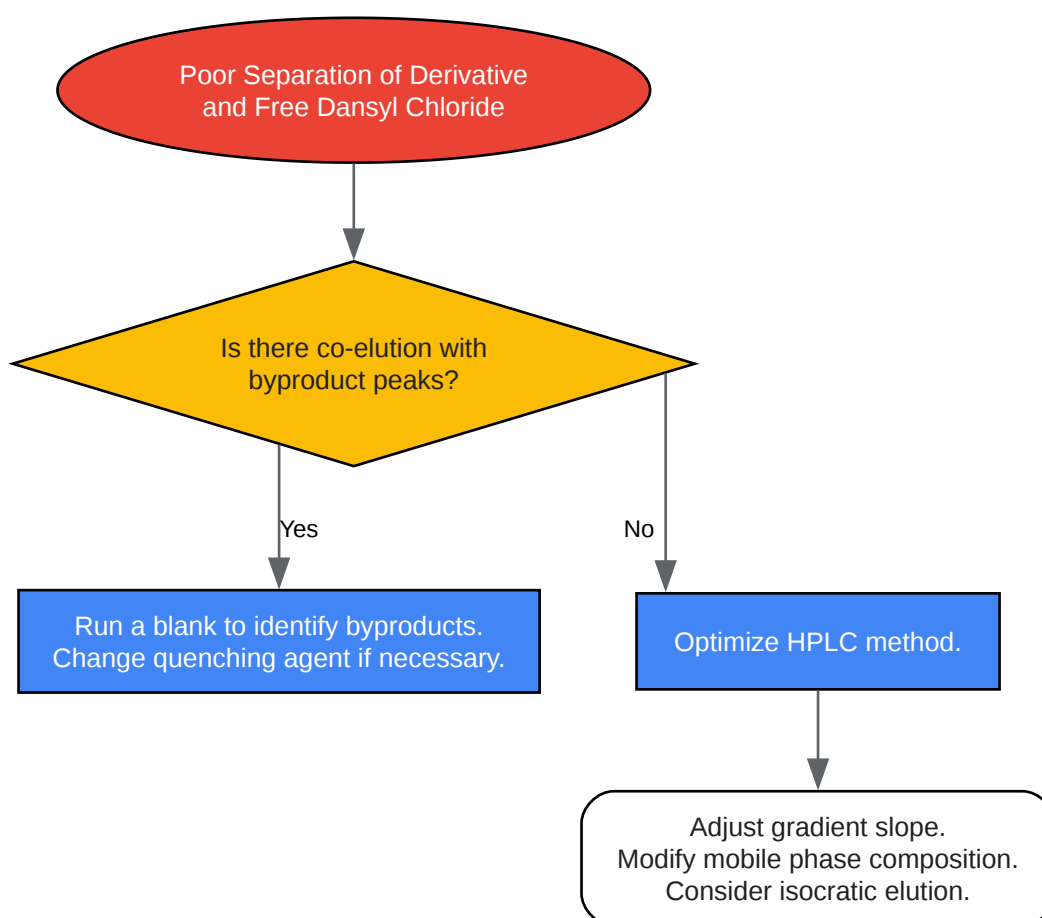 Poor Separation of Derivative
and Free Dansyl Chloride
Is there co-elution with
byproduct peaks?
Yes
No
Run a blank to identify byproducts.
Change quenching agent if necessary.
Optimize HPLC method.
Adjust gradient slope.
Modify mobile phase composition.
Consider isocratic elution.